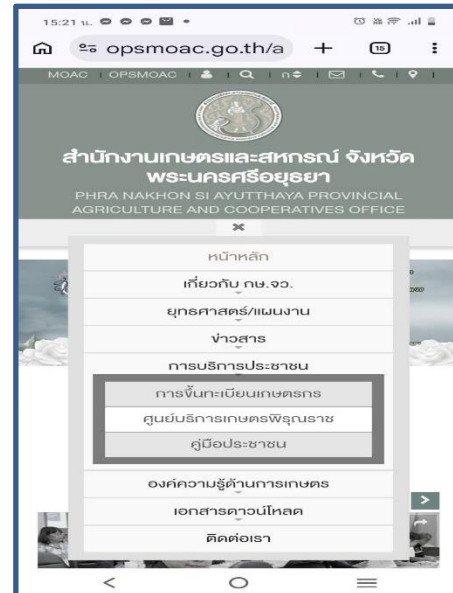 15:21 น.
opsmoac.go.th/a
15
MOAC | OPSMOAC | | | ก | | |
สำนักงานเกษตรและสหกรณ์ จังหวัด
พระนครศรีอยุธยา
PHRA NAKHON SI AYUTTHAYA PROVINCIAL
AGRICULTURE AND COOPERATIVES OFFICE
หน้าหลัก
เกี่ยวกับ กษ.จว.
ยุทธศาสตร์/แผนงาน
ข่าวสาร
การบริการประชาชน
การขึ้นทะเบียนเกษตรกร
ศูนย์บริการเกษตรพิรุณราช
คู่มือประชาชน
องค์ความรู้ด้านการเกษตร
เอกสารดาวน์โหลด
ติดต่อเรา